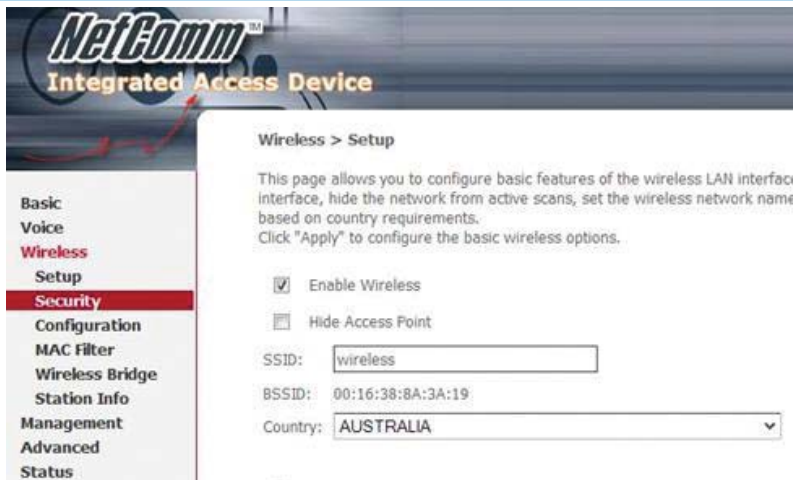 NetComm™
Integrated Access Device
Wireless > Setup
This page allows you to configure basic features of the wireless LAN interface
interface, hide the network from active scans, set the wireless network name
based on country requirements.
Click "Apply" to configure the basic wireless options.
Basic
Voice
Wireless
Setup
Security
Configuration
MAC Filter
Wireless Bridge
Station Info
Management
Advanced
Status
Enable Wireless
Hide Access Point
SSID: wireless
BSSID: 00:16:38:8A:3A:19
Country: AUSTRALIA